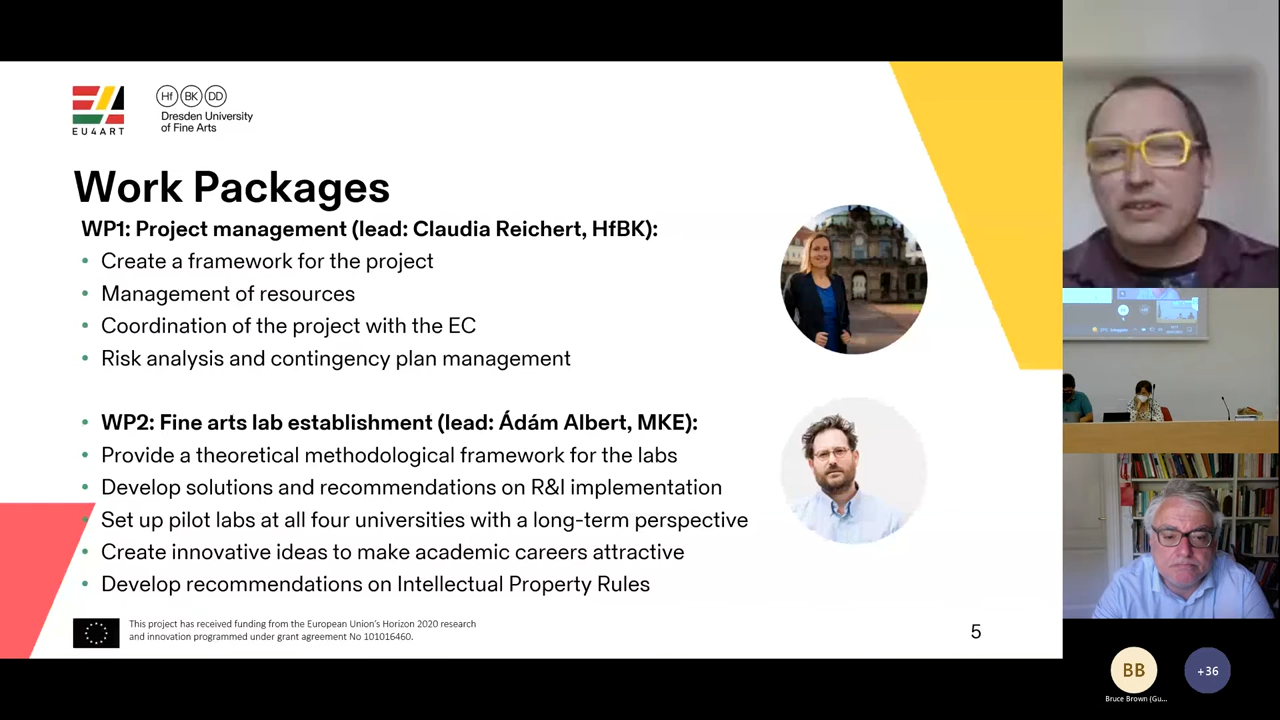 EU4ART
Hf BK DD
Dresden University
of Fine Arts
Work Packages
WP1: Project management (lead: Claudia Reichert, HfBK):
• Create a framework for the project
• Management of resources
• Coordination of the project with the EC
• Risk analysis and contingency plan management
• WP2: Fine arts lab establishment (lead: Ádám Albert, MKE):
• Provide a theoretical methodological framework for the labs
• Develop solutions and recommendations on R&I implementation
• Set up pilot labs at all four universities with a long-term perspective
• Create innovative ideas to make academic careers attractive
• Develop recommendations on Intellectual Property Rules
This project has received funding from the European Union's Horizon 2020 research
and innovation programmed under grant agreement No 101016460.
5
BB
+36
Bruce Brown (Gu...